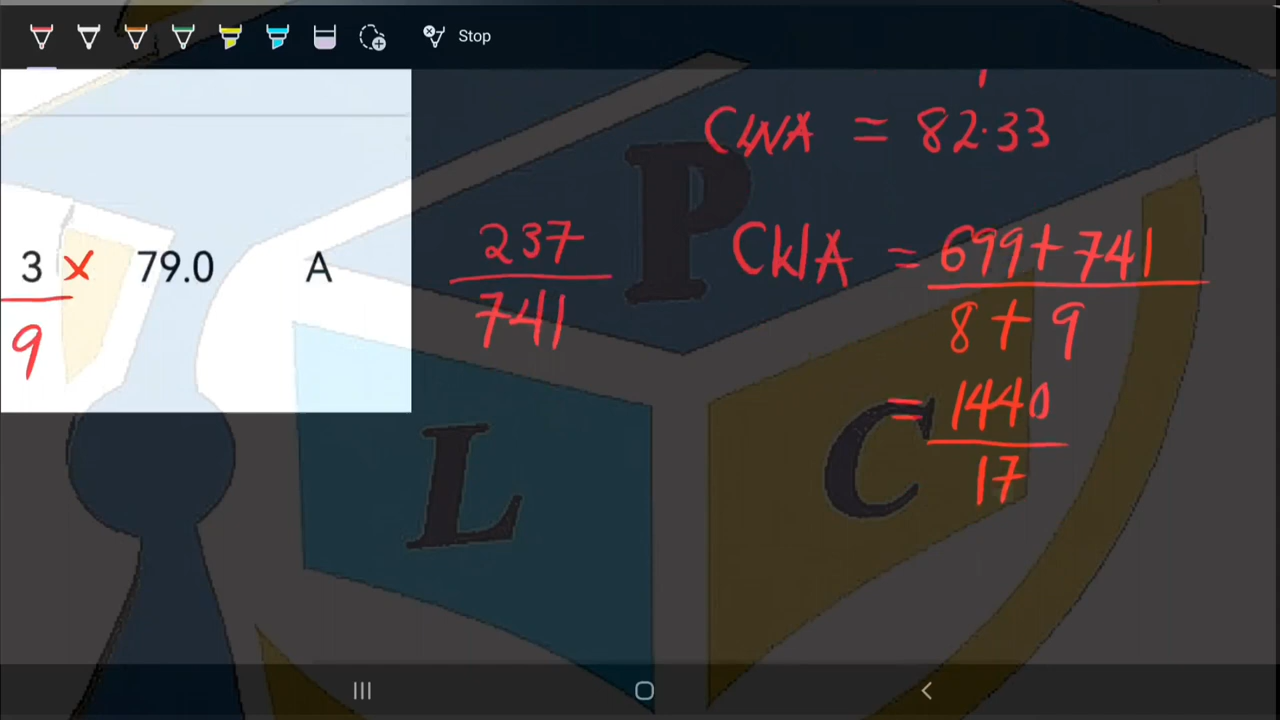 Stop
CWA = 82.33
3 x 79.0 A
9
237
741
CWA = 699 + 741
8 + 9
= 1440
17
P
L
C